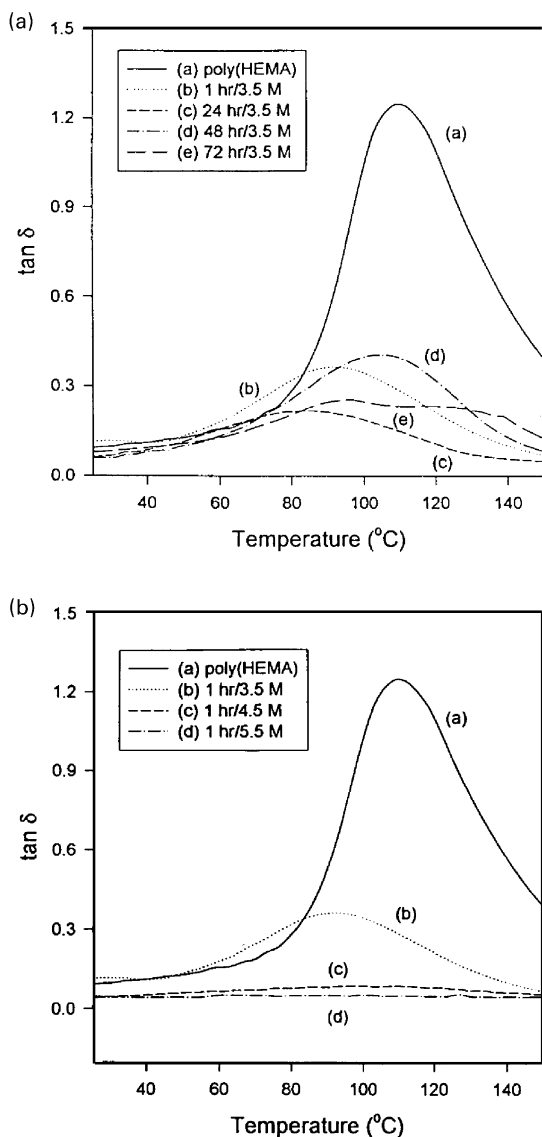 (a)
1.5
1.2
0.9
0.6
0.3
0.0
tan δ
(a) poly(HEMA)
(b) 1 hr/3.5 M
(c) 24 hr/3.5 M
(d) 48 hr/3.5 M
(e) 72 hr/3.5 M
(a)
(b)
(d)
(e)
(c)
40 60 80 100 120 140
Temperature (°C)
(b)
1.5
1.2
0.9
0.6
0.3
0.0
tan δ
(a) poly(HEMA)
(b) 1 hr/3.5 M
(c) 1 hr/4.5 M
(d) 1 hr/5.5 M
(a)
(b)
(c)
(d)
40 60 80 100 120 140
Temperature (°C)